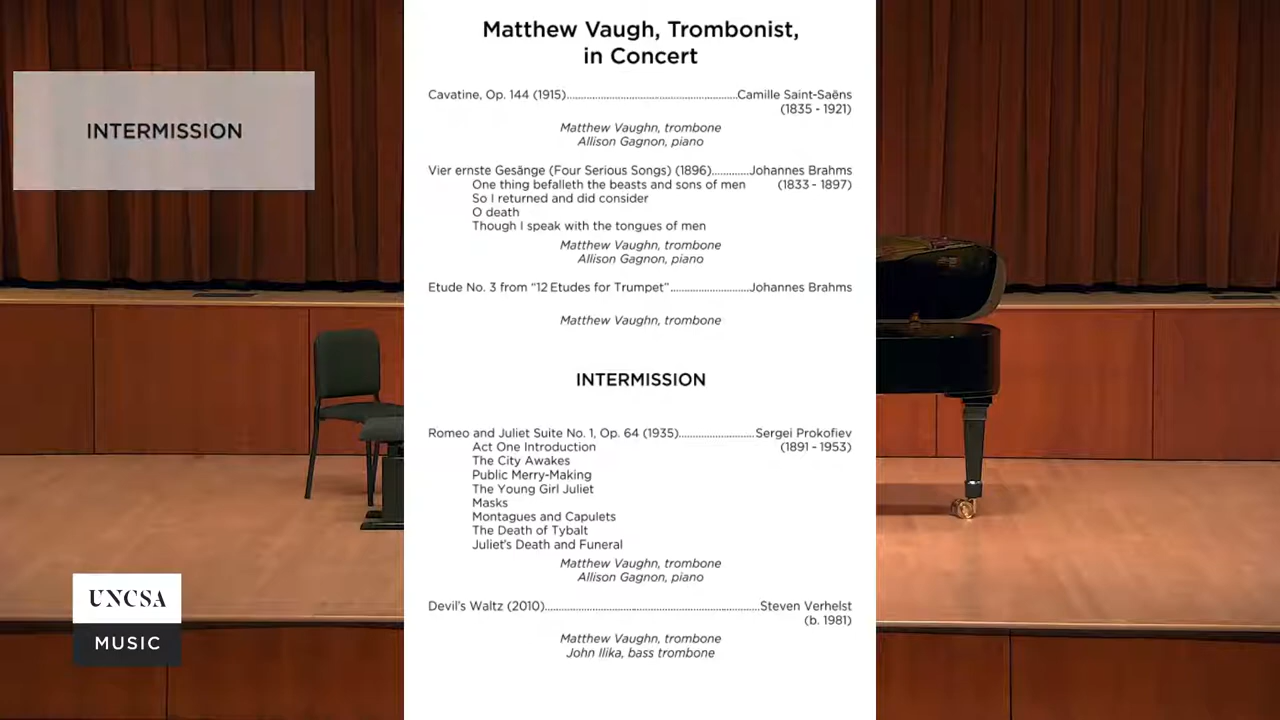 INTERMISSION
UNCSA
MUSIC
Matthew Vaugh, Trombonist,
in Concert
Cavatine, Op. 144 (1915)..................................................Camille Saint-Saëns
(1835 - 1921)
Matthew Vaughn, trombone
Allison Gagnon, piano
Vier ernste Gesänge (Four Serious Songs) (1896)............Johannes Brahms
One thing befalleth the beasts and sons of men (1833 - 1897)
So I returned and did consider
O death
Though I speak with the tongues of men
Matthew Vaughn, trombone
Allison Gagnon, piano
Etude No. 3 from “12 Etudes for Trumpet”..........................Johannes Brahms
Matthew Vaughn, trombone
INTERMISSION
Romeo and Juliet Suite No. 1, Op. 64 (1935)........................Sergei Prokofiev
Act One Introduction (1891 - 1953)
The City Awakes
Public Merry-Making
The Young Girl Juliet
Masks
Montagues and Capulets
The Death of Tybalt
Juliet’s Death and Funeral
Matthew Vaughn, trombone
Allison Gagnon, piano
Devil’s Waltz (2010)..............................................................Steven Verhelst
(b. 1981)
Matthew Vaughn, trombone
John Ilika, bass trombone